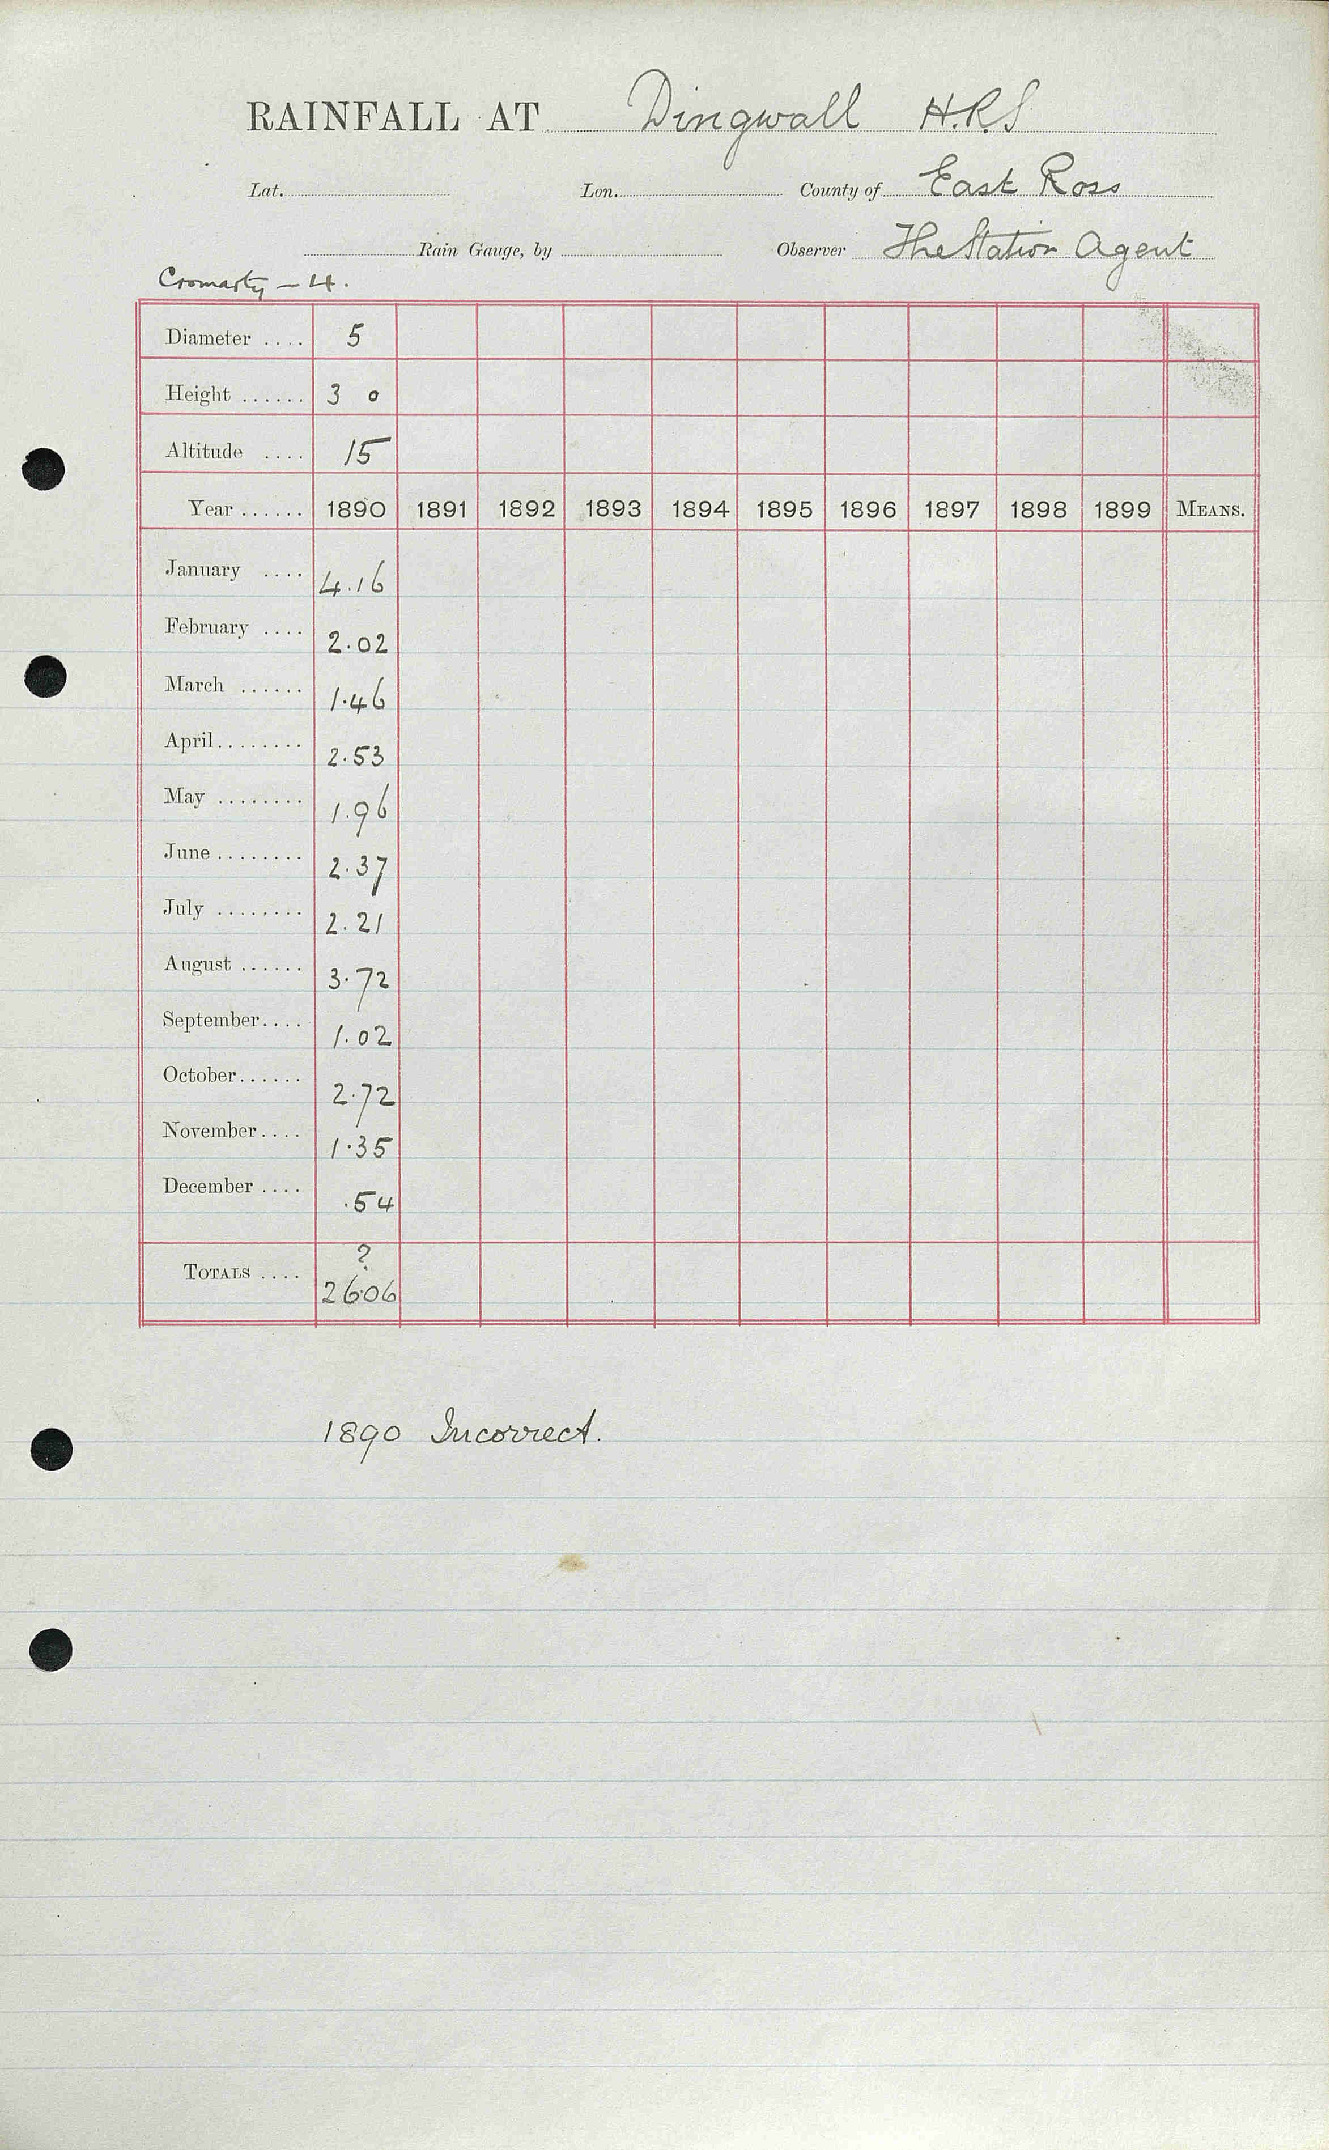 RAINFALL AT Dingwall H.R.S
Lat. Lon. County of East Ross
Rain Gauge, by Observer The Station Agent
Cromarty – 4.
Diameter .... 5
Height ...... 3 0
Altitude .... 15
Year ...... 1890 1891 1892 1893 1894 1895 1896 1897 1898 1899 MEANS.
January .... 4.16
February .... 2.02
March ...... 1.46
April........ 2.53
May ........ 1.96
June........ 2.37
July ........ 2.21
August ...... 3.72
September.... 1.02
October...... 2.72
November.... 1.35
December .... .54
?
TOTALS .... 26.06
1890 Incorrect.